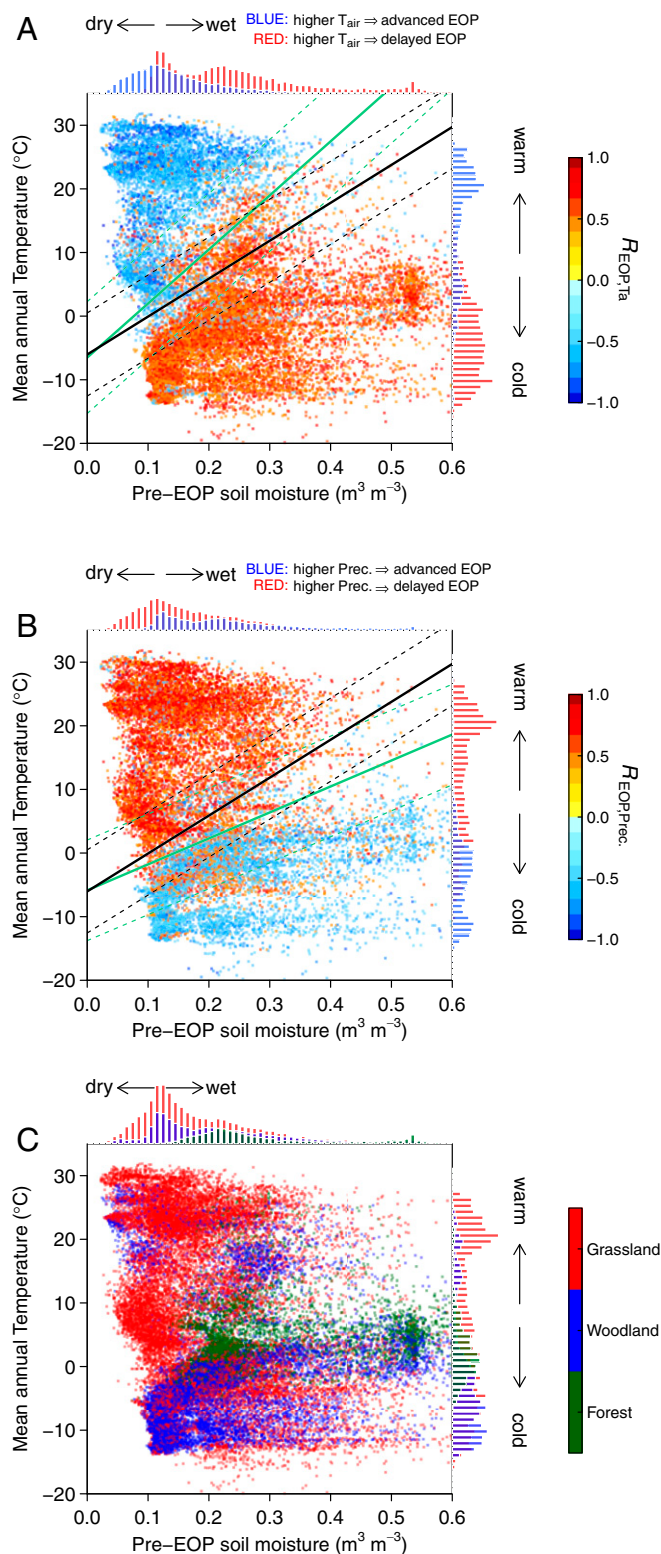 A
dry wet
BLUE: higher Tair ⇒ advanced EOP
RED: higher Tair ⇒ delayed EOP
Mean annual Temperature (°C)
30
20
10
0
−10
−20
0.0 0.1 0.2 0.3 0.4 0.5 0.6
Pre−EOP soil moisture (m³ m⁻³)
warm
cold
1.0
0.5
0.0
−0.5
−1.0
REOP,Ta
B
dry wet
BLUE: higher Prec. ⇒ advanced EOP
RED: higher Prec. ⇒ delayed EOP
Mean annual Temperature (°C)
30
20
10
0
−10
−20
0.0 0.1 0.2 0.3 0.4 0.5 0.6
Pre−EOP soil moisture (m³ m⁻³)
warm
cold
1.0
0.5
0.0
−0.5
−1.0
REOP,Prec.
C
dry wet
Mean annual Temperature (°C)
30
20
10
0
−10
−20
0.0 0.1 0.2 0.3 0.4 0.5 0.6
Pre−EOP soil moisture (m³ m⁻³)
warm
cold
Grassland
Woodland
Forest